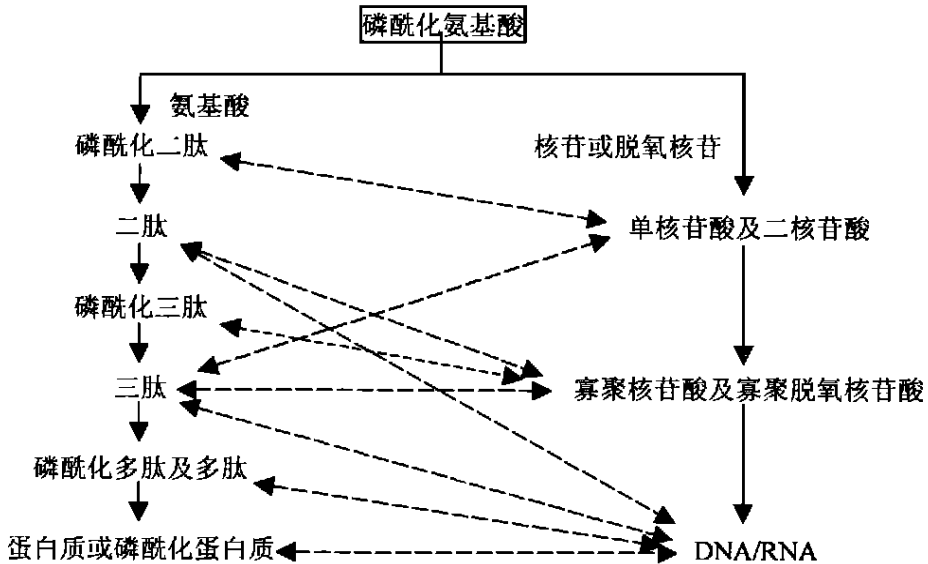 磷酰化氨基酸
氨基酸
磷酰化二肽
核苷或脱氧核苷
二肽
单核苷酸及二核苷酸
磷酰化三肽
三肽
寡聚核苷酸及寡聚脱氧核苷酸
磷酰化多肽及多肽
蛋白质或磷酰化蛋白质
DNA/RNA